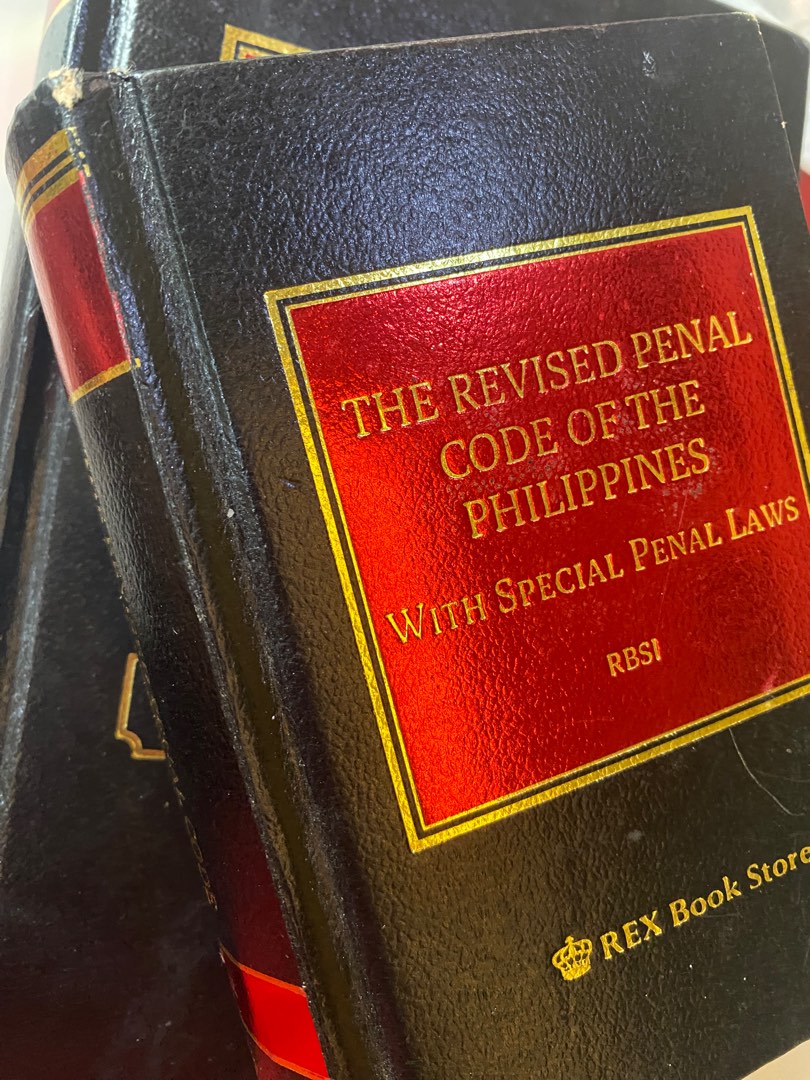 THE REVISED PENAL
CODE OF THE
PHILIPPINES
WITH SPECIAL PENAL LAWS
RBSI
REX Book Store